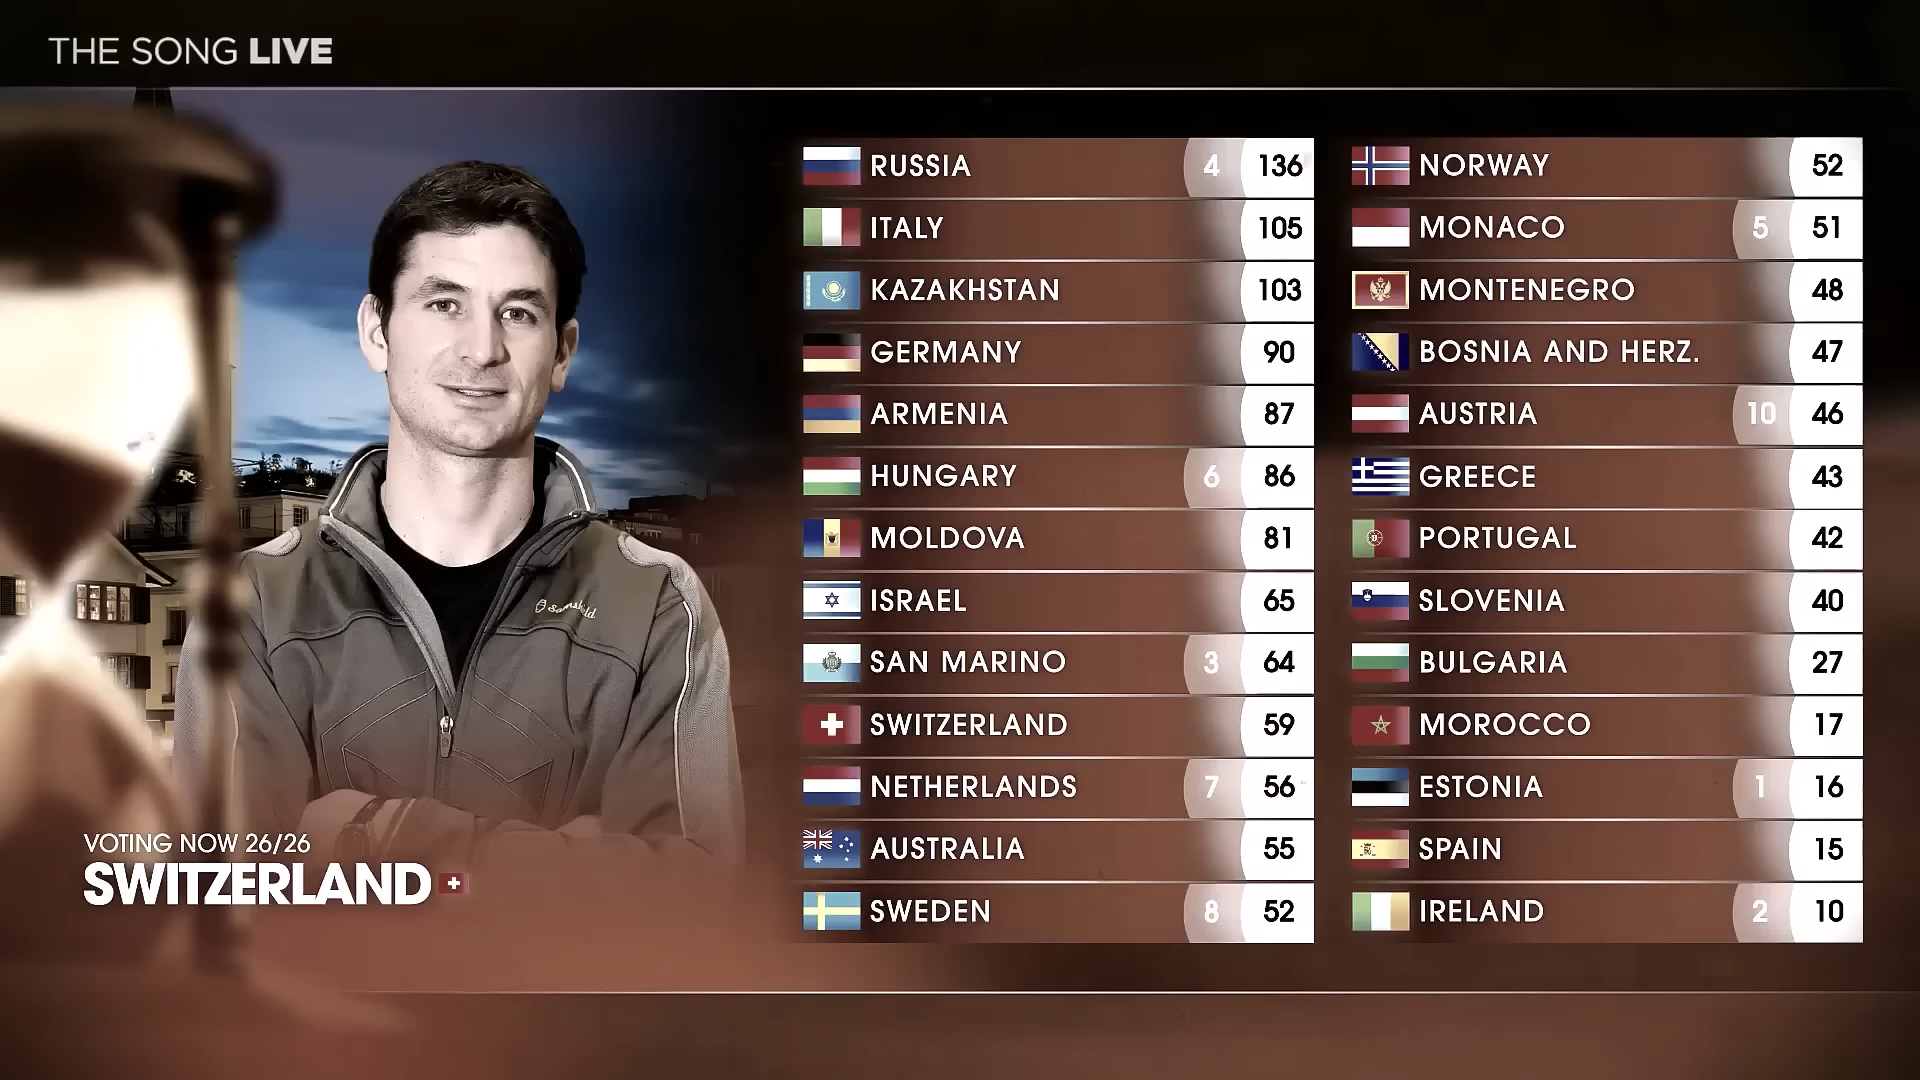 THE SONG LIVE
RUSSIA 4 136
ITALY 105
KAZAKHSTAN 103
GERMANY 90
ARMENIA 87
HUNGARY 6 86
MOLDOVA 81
ISRAEL 65
SAN MARINO 3 64
SWITZERLAND 59
NETHERLANDS 7 56
AUSTRALIA 55
SWEDEN 8 52
NORWAY 52
MONACO 5 51
MONTENEGRO 48
BOSNIA AND HERZ. 47
AUSTRIA 10 46
GREECE 43
PORTUGAL 42
SLOVENIA 40
BULGARIA 27
MOROCCO 17
ESTONIA 1 16
SPAIN 15
IRELAND 2 10
VOTING NOW 26/26
SWITZERLAND